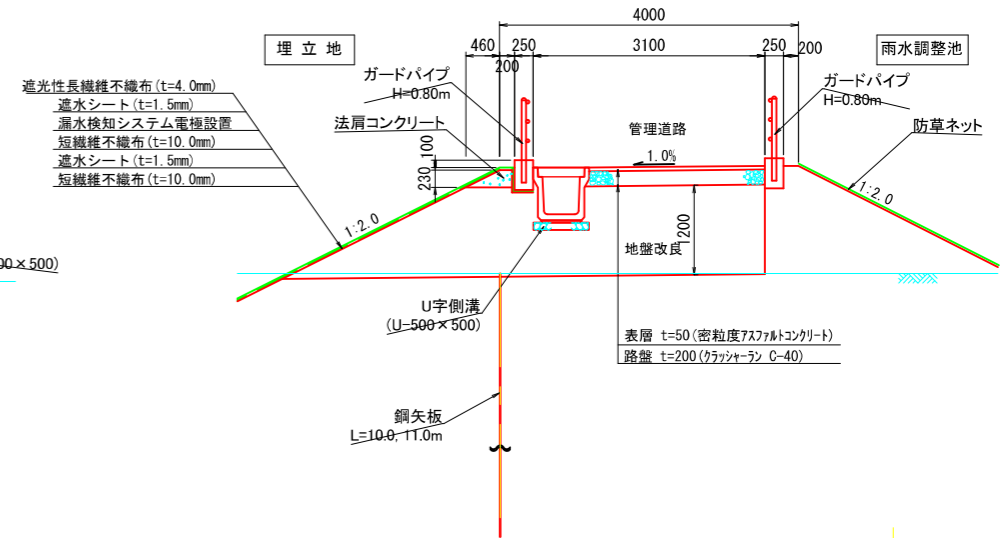 4000
埋立地
460
250
3100
250
200
200
雨水調整池
遮光性長繊維不織布(t=4.0mm)
遮水シート(t=1.5mm)
漏水検知システム電極設置
短繊維不織布(t=10.0mm)
遮水シート(t=1.5mm)
短繊維不織布(t=10.0mm)
ガードパイプ
H=0.80m
法肩コンクリート
100
230
管理道路
1.0%
ガードパイプ
H=0.80m
防草ネット
1:2.0
1:2.0
1200
地盤改良
00×500)
U字側溝
(U-500×500)
表層 t=50(密粒度アスファルトコンクリート)
路盤 t=200(クラッシャーラン C-40)
鋼矢板
L=10.0, 11.0m